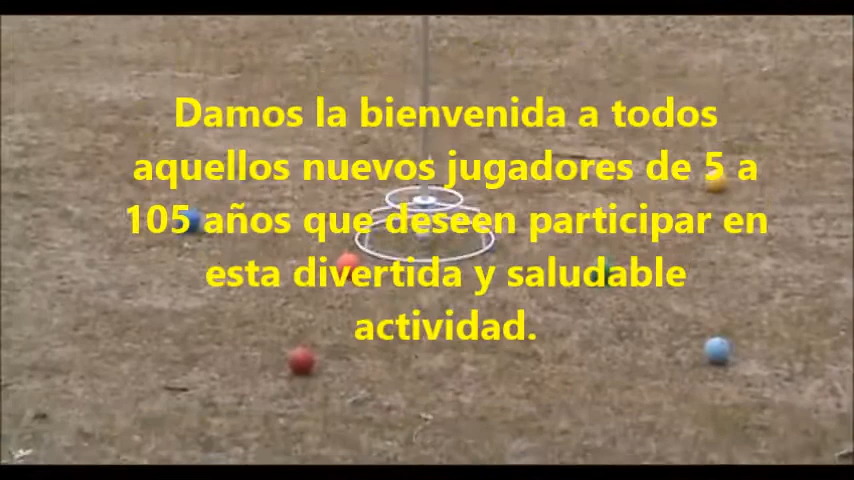 Damos la bienvenida a todos
aquellos nuevos jugadores de 5 a
105 años que deseen participar en
esta divertida y saludable
actividad.